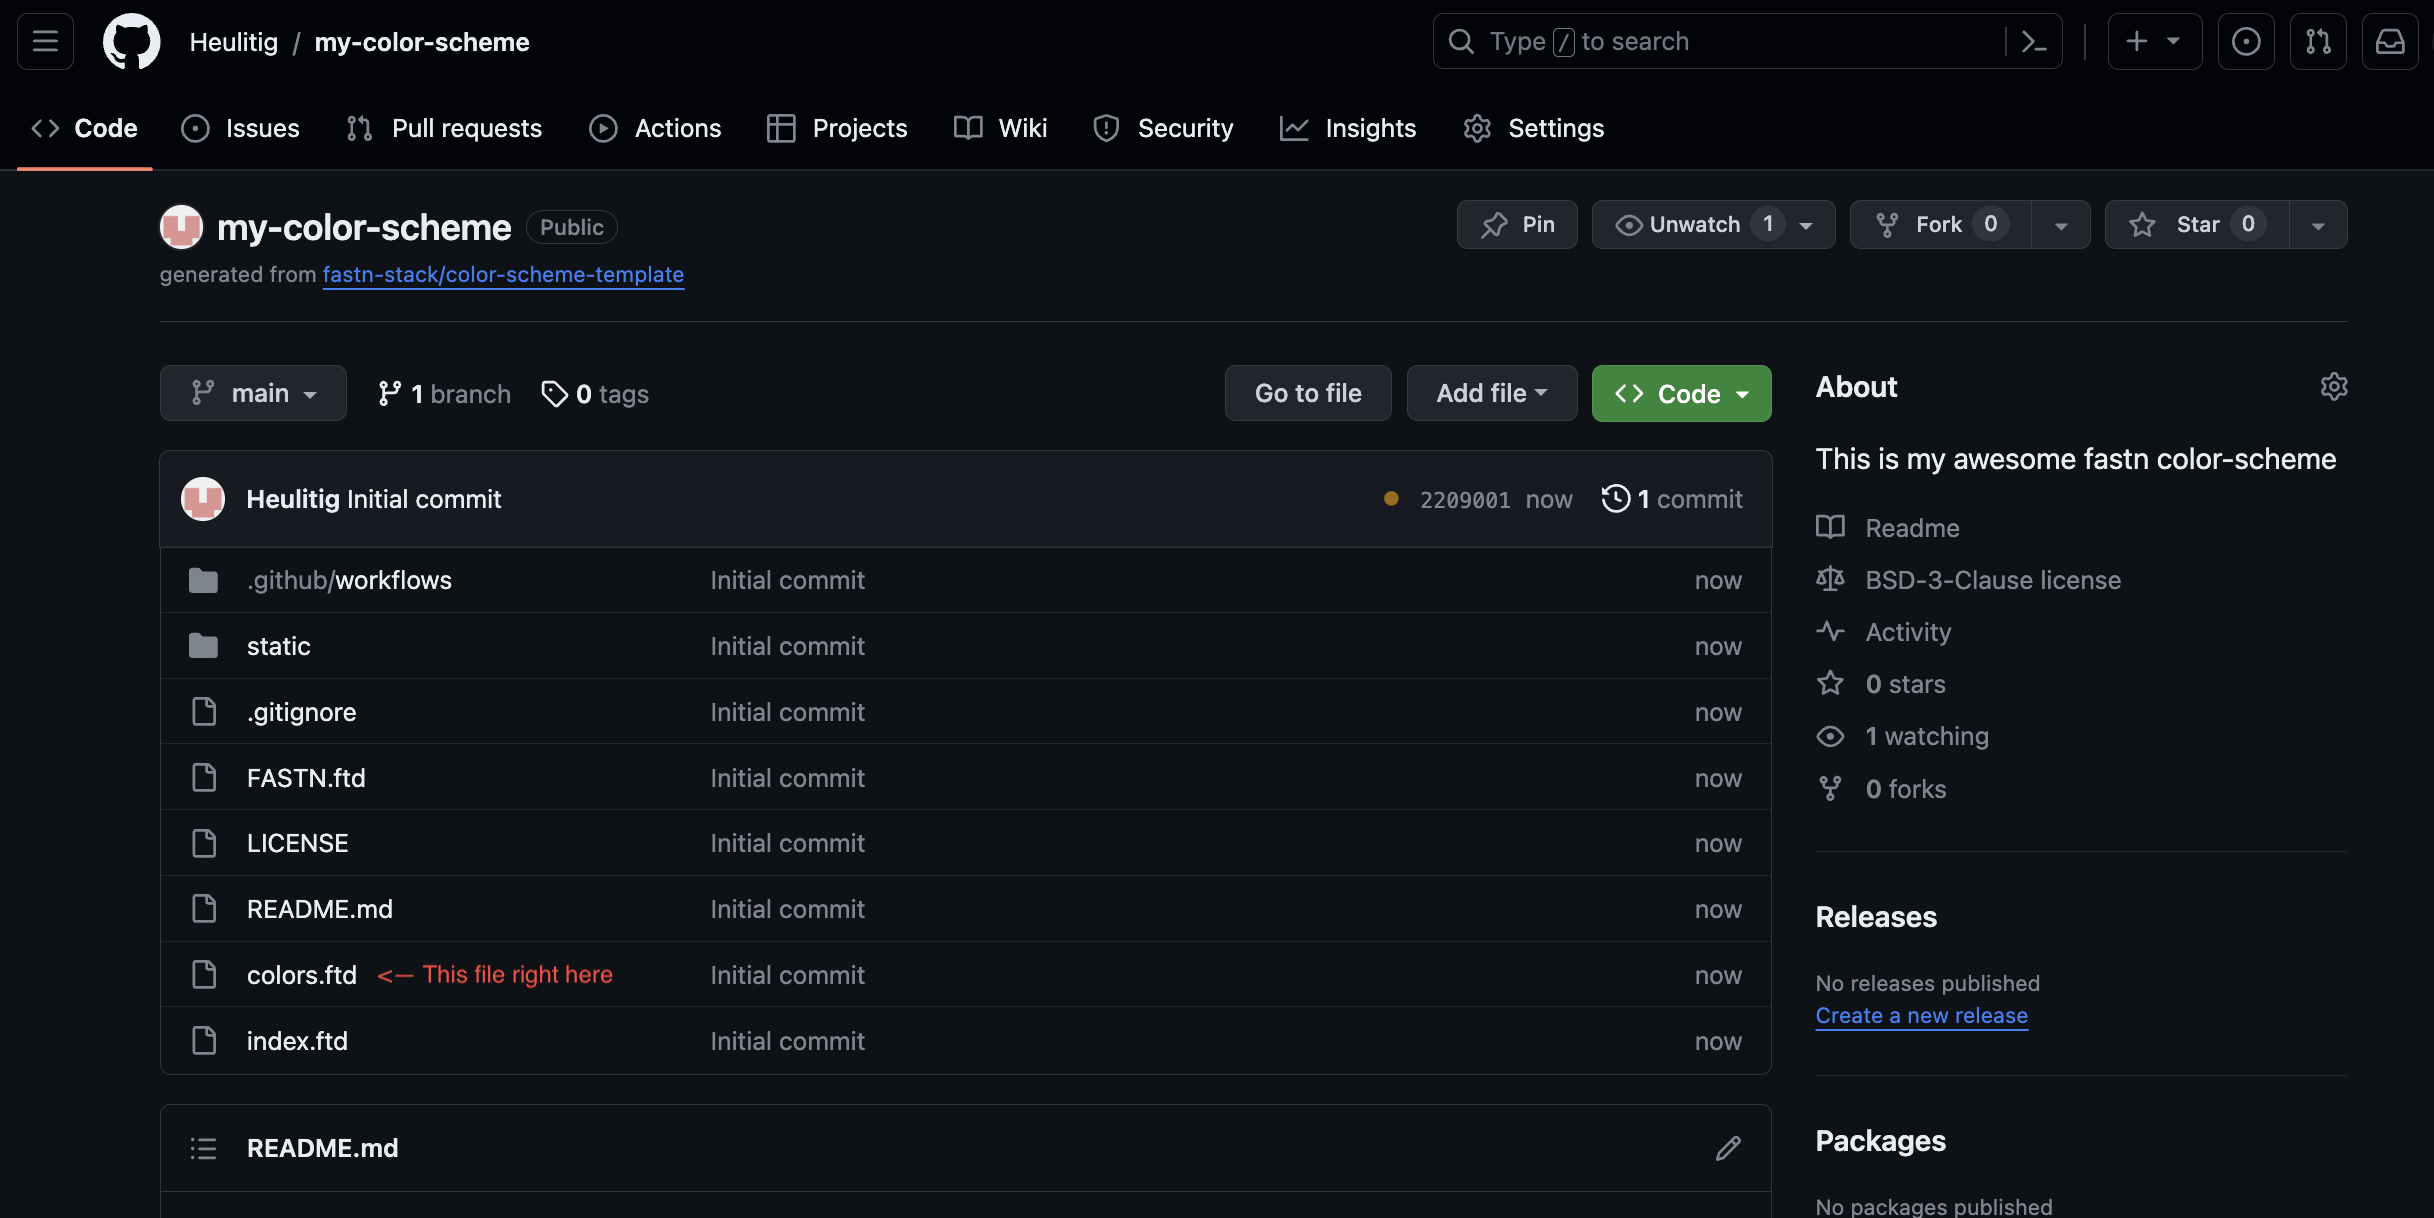 Heulitig / my-color-scheme
Type / to search
Code Issues Pull requests Actions Projects Wiki Security Insights Settings
my-color-scheme Public
Pin Unwatch 1 Fork 0 Star 0
generated from fastn-stack/color-scheme-template
main 1 branch 0 tags
Go to file Add file Code
Heulitig Initial commit 2209001 now 1 commit
.github/workflows Initial commit now
static Initial commit now
.gitignore Initial commit now
FASTN.ftd Initial commit now
LICENSE Initial commit now
README.md Initial commit now
colors.ftd <— This file right here Initial commit now
index.ftd Initial commit now
README.md
About
This is my awesome fastn color-scheme
Readme
BSD-3-Clause license
Activity
0 stars
1 watching
0 forks
Releases
No releases published
Create a new release
Packages
No packages published